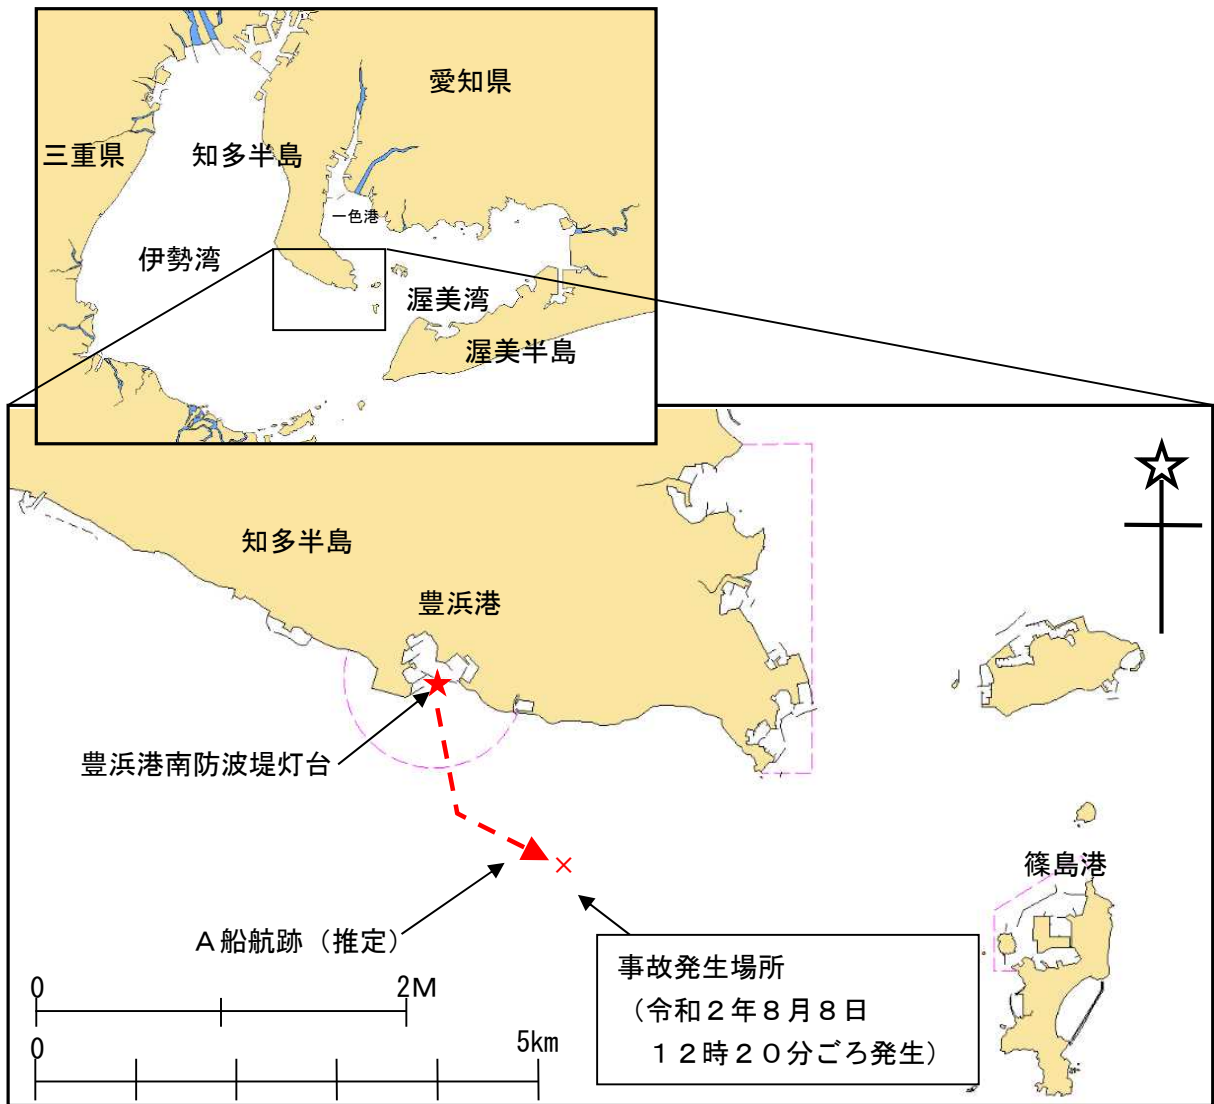 愛知県
三重県
知多半島
一色港
伊勢湾
渥美湾
渥美半島
知多半島
豊浜港
豊浜港南防波堤灯台
篠島港
A船航跡（推定）
事故発生場所
（令和２年８月８日
１２時２０分ごろ発生）
0 2M
0 5km